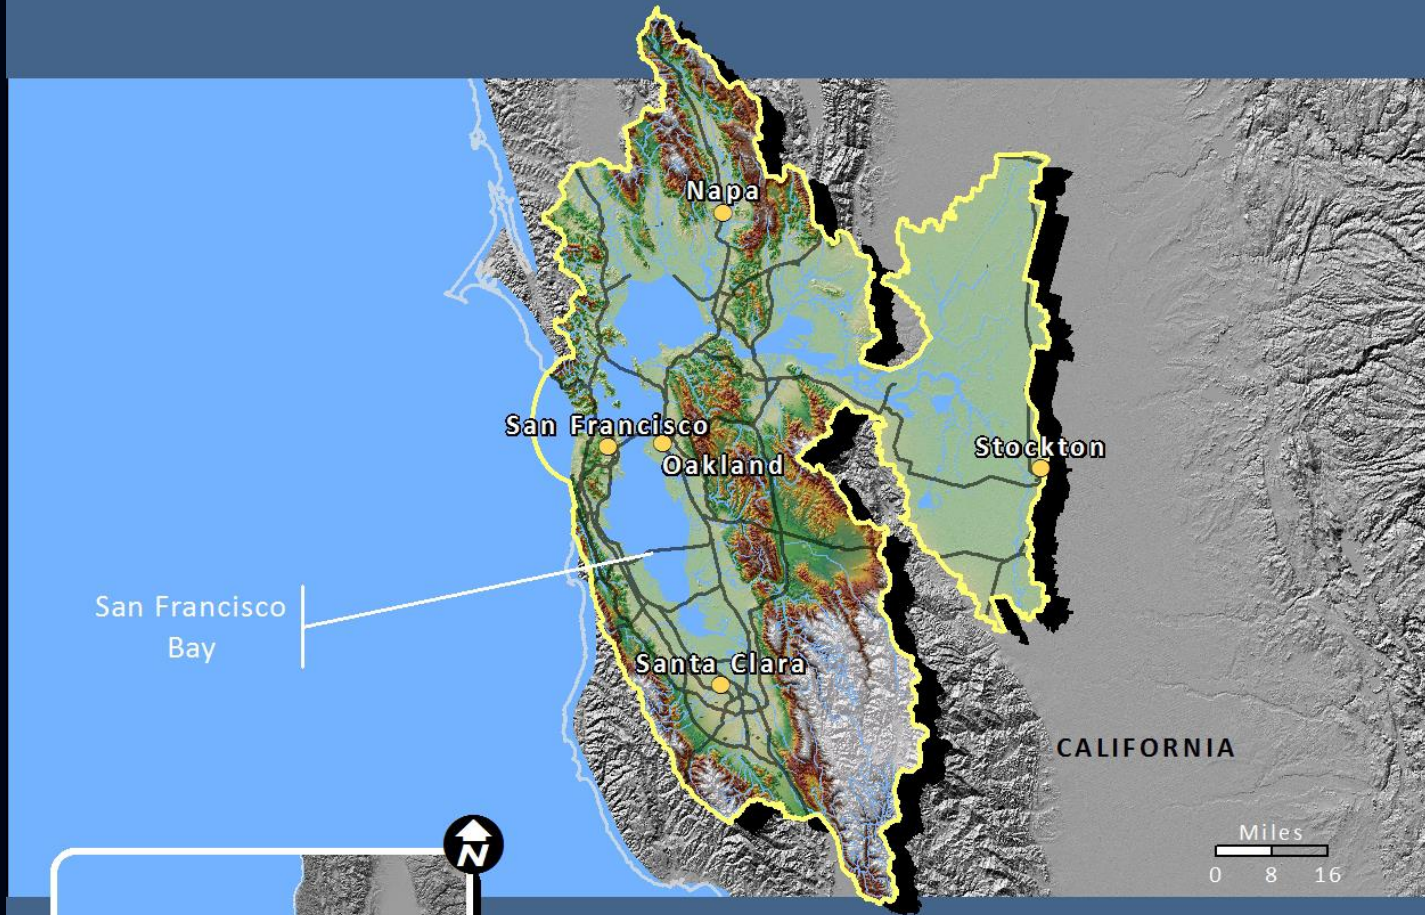 Napa
San Francisco
Oakland
Stockton
San Francisco
Bay
Santa Clara
CALIFORNIA
Miles
0 8 16
N